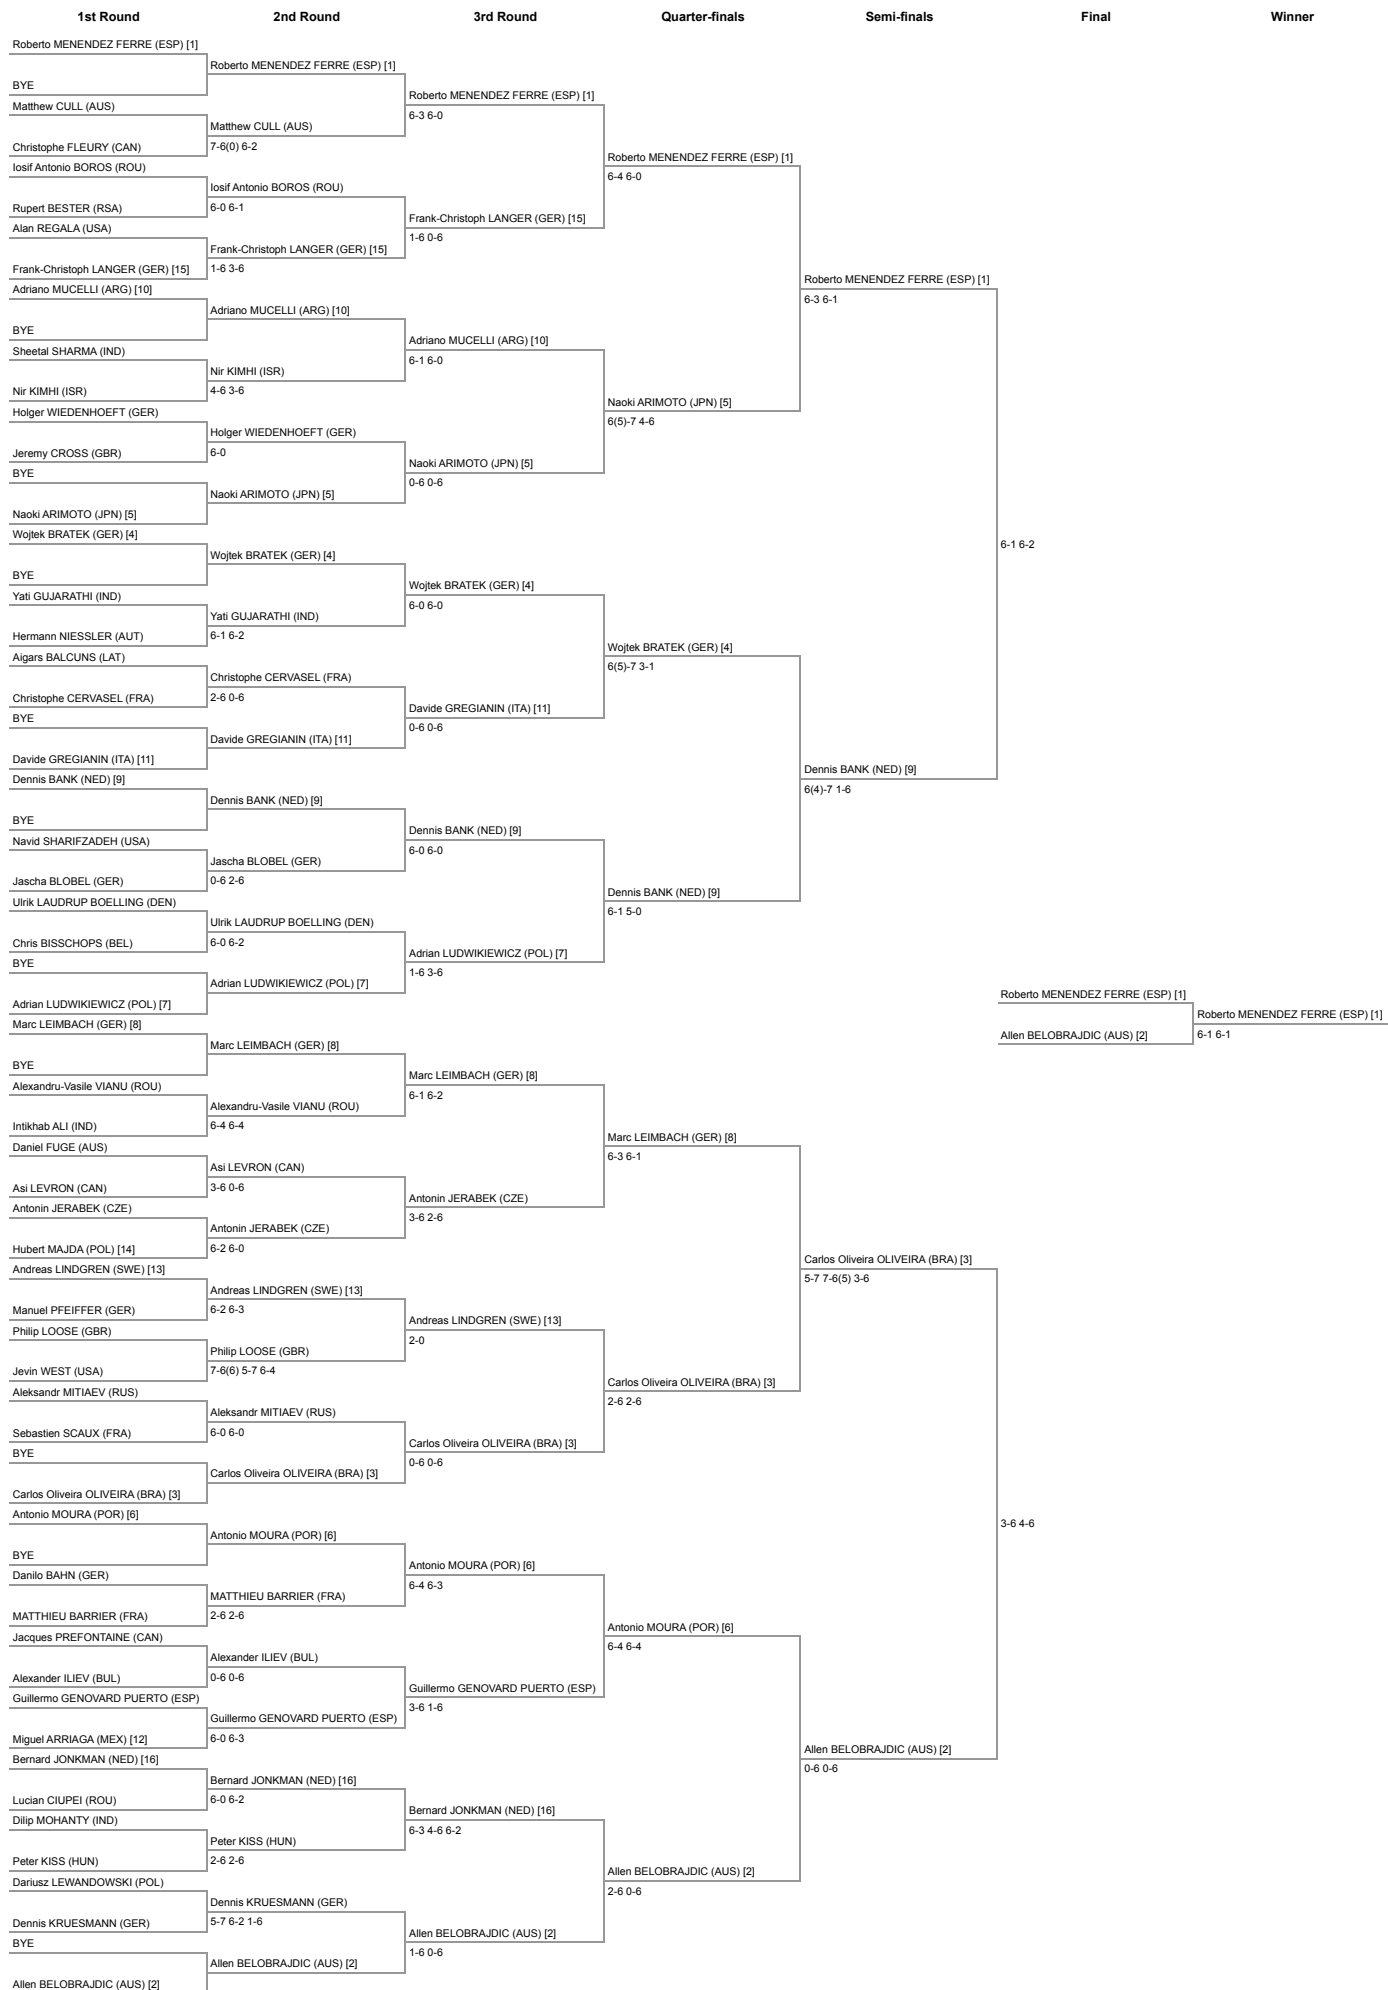 1st Round
2nd Round
3rd Round
Quarter-finals
Semi-finals
Final
Winner
Roberto MENENDEZ FERRE (ESP) [1]
BYE
Matthew CULL (AUS)
Christophe FLEURY (CAN)
Iosif Antonio BOROS (ROU)
Rupert BESTER (RSA)
Alan REGALA (USA)
Frank-Christoph LANGER (GER) [15]
Adriano MUCELLI (ARG) [10]
BYE
Sheetal SHARMA (IND)
Nir KIMHI (ISR)
Holger WIEDENHOEFT (GER)
Jeremy CROSS (GBR)
BYE
Naoki ARIMOTO (JPN) [5]
Wojtek BRATEK (GER) [4]
BYE
Yati GUJARATHI (IND)
Hermann NIESSLER (AUT)
Aigars BALCUNS (LAT)
Christophe CERVASEL (FRA)
BYE
Davide GREGIANIN (ITA) [11]
Dennis BANK (NED) [9]
BYE
Navid SHARIFZADEH (USA)
Jascha BLOBEL (GER)
Ulrik LAUDRUP BOELLING (DEN)
Chris BISSCHOPS (BEL)
BYE
Adrian LUDWIKIEWICZ (POL) [7]
Marc LEIMBACH (GER) [8]
BYE
Alexandru-Vasile VIANU (ROU)
Intikhab ALI (IND)
Daniel FUGE (AUS)
Asi LEVRON (CAN)
Antonin JERABEK (CZE)
Hubert MAJDA (POL) [14]
Andreas LINDGREN (SWE) [13]
Manuel PFEIFFER (GER)
Philip LOOSE (GBR)
Jevin WEST (USA)
Aleksandr MITIAEV (RUS)
Sebastien SCAUX (FRA)
BYE
Carlos Oliveira OLIVEIRA (BRA) [3]
Antonio MOURA (POR) [6]
BYE
Danilo BAHN (GER)
MATTHIEU BARRIER (FRA)
Jacques PREFONTAINE (CAN)
Alexander ILIEV (BUL)
Guillermo GENOVARD PUERTO (ESP)
Miguel ARRIAGA (MEX) [12]
Bernard JONKMAN (NED) [16]
Lucian CIUPEI (ROU)
Dilip MOHANTY (IND)
Peter KISS (HUN)
Dariusz LEWANDOWSKI (POL)
Dennis KRUESMANN (GER)
BYE
Allen BELOBRAJDIC (AUS) [2]
Roberto MENENDEZ FERRE (ESP) [1]
Matthew CULL (AUS)
7-6(0) 6-2
Iosif Antonio BOROS (ROU)
6-0 6-1
Frank-Christoph LANGER (GER) [15]
1-6 3-6
Adriano MUCELLI (ARG) [10]
Nir KIMHI (ISR)
4-6 3-6
Holger WIEDENHOEFT (GER)
6-0
Naoki ARIMOTO (JPN) [5]
Wojtek BRATEK (GER) [4]
Yati GUJARATHI (IND)
6-1 6-2
Christophe CERVASEL (FRA)
2-6 0-6
Davide GREGIANIN (ITA) [11]
Dennis BANK (NED) [9]
Jascha BLOBEL (GER)
0-6 2-6
Ulrik LAUDRUP BOELLING (DEN)
6-0 6-2
Adrian LUDWIKIEWICZ (POL) [7]
Marc LEIMBACH (GER) [8]
Alexandru-Vasile VIANU (ROU)
6-4 6-4
Asi LEVRON (CAN)
3-6 0-6
Antonin JERABEK (CZE)
6-2 6-0
Andreas LINDGREN (SWE) [13]
6-2 6-3
Philip LOOSE (GBR)
7-6(6) 5-7 6-4
Aleksandr MITIAEV (RUS)
6-0 6-0
Carlos Oliveira OLIVEIRA (BRA) [3]
Antonio MOURA (POR) [6]
MATTHIEU BARRIER (FRA)
2-6 2-6
Alexander ILIEV (BUL)
0-6 0-6
Guillermo GENOVARD PUERTO (ESP)
6-0 6-3
Bernard JONKMAN (NED) [16]
6-0 6-2
Peter KISS (HUN)
2-6 2-6
Dennis KRUESMANN (GER)
5-7 6-2 1-6
Allen BELOBRAJDIC (AUS) [2]
Roberto MENENDEZ FERRE (ESP) [1]
6-3 6-0
Frank-Christoph LANGER (GER) [15]
1-6 0-6
Adriano MUCELLI (ARG) [10]
6-1 6-0
Naoki ARIMOTO (JPN) [5]
0-6 0-6
Wojtek BRATEK (GER) [4]
6-0 6-0
Davide GREGIANIN (ITA) [11]
0-6 0-6
Dennis BANK (NED) [9]
6-0 6-0
Adrian LUDWIKIEWICZ (POL) [7]
1-6 3-6
Marc LEIMBACH (GER) [8]
6-1 6-2
Antonin JERABEK (CZE)
3-6 2-6
Andreas LINDGREN (SWE) [13]
2-0
Carlos Oliveira OLIVEIRA (BRA) [3]
0-6 0-6
Antonio MOURA (POR) [6]
6-4 6-3
Guillermo GENOVARD PUERTO (ESP)
3-6 1-6
Bernard JONKMAN (NED) [16]
6-3 4-6 6-2
Allen BELOBRAJDIC (AUS) [2]
1-6 0-6
Roberto MENENDEZ FERRE (ESP) [1]
6-4 6-0
Naoki ARIMOTO (JPN) [5]
6(5)-7 4-6
Wojtek BRATEK (GER) [4]
6(5)-7 3-1
Dennis BANK (NED) [9]
6-1 5-0
Marc LEIMBACH (GER) [8]
6-3 6-1
Carlos Oliveira OLIVEIRA (BRA) [3]
2-6 2-6
Antonio MOURA (POR) [6]
6-4 6-4
Allen BELOBRAJDIC (AUS) [2]
2-6 0-6
Roberto MENENDEZ FERRE (ESP) [1]
6-3 6-1
Dennis BANK (NED) [9]
6(4)-7 1-6
Carlos Oliveira OLIVEIRA (BRA) [3]
5-7 7-6(5) 3-6
Allen BELOBRAJDIC (AUS) [2]
0-6 0-6
6-1 6-2
Roberto MENENDEZ FERRE (ESP) [1]
Allen BELOBRAJDIC (AUS) [2]
3-6 4-6
Roberto MENENDEZ FERRE (ESP) [1]
6-1 6-1